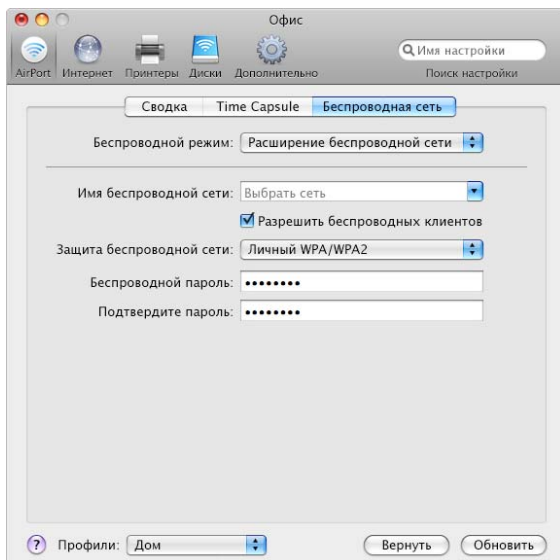 Офис
AirPort Интернет Принтеры Диски Дополнительно
Имя настройки
Поиск настройки
Сводка Time Capsule Беспроводная сеть
Беспроводной режим: Расширение беспроводной сети
Имя беспроводной сети: Выбрать сеть
Разрешить беспроводных клиентов
Защита беспроводной сети: Личный WPA/WPA2
Беспроводной пароль: ••••••••
Подтвердите пароль: ••••••••
? Профили: Дом Вернуть Обновить